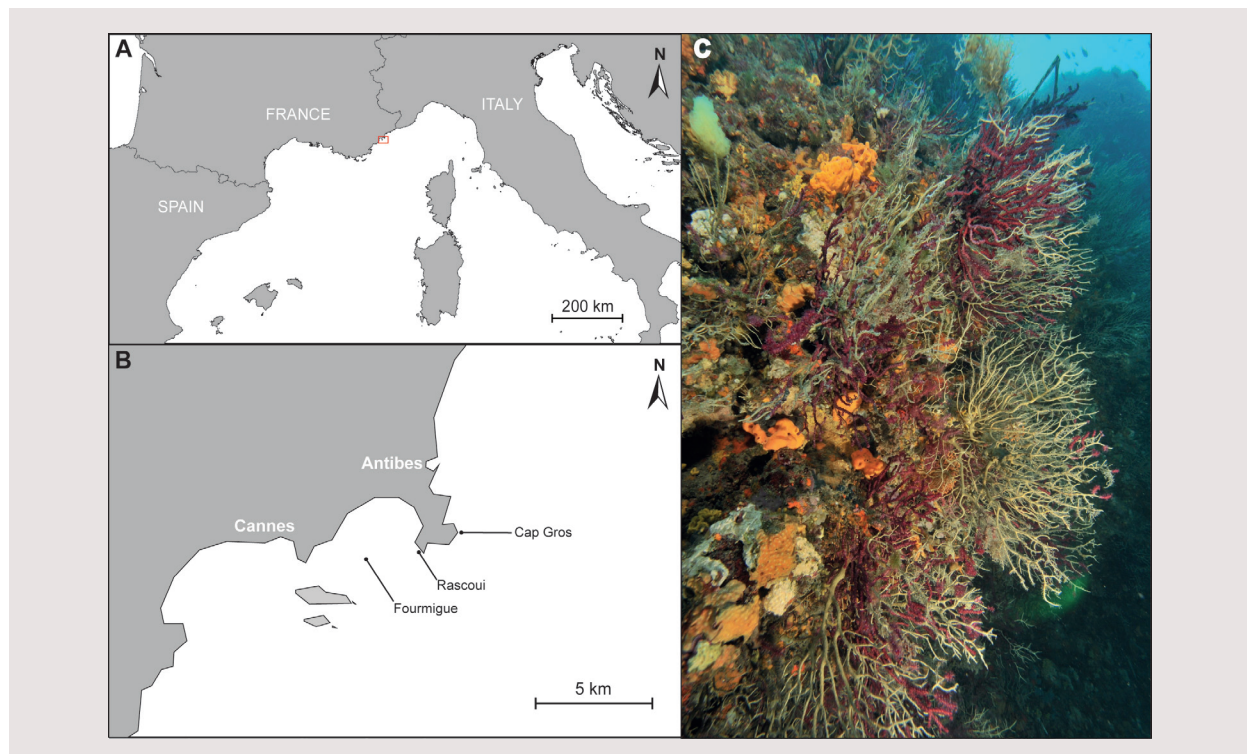 A
N
FRANCE
ITALY
SPAIN
200 km
B
N
Antibes
Cannes
Cap Gros
Rascoui
Fourmigue
5 km
C